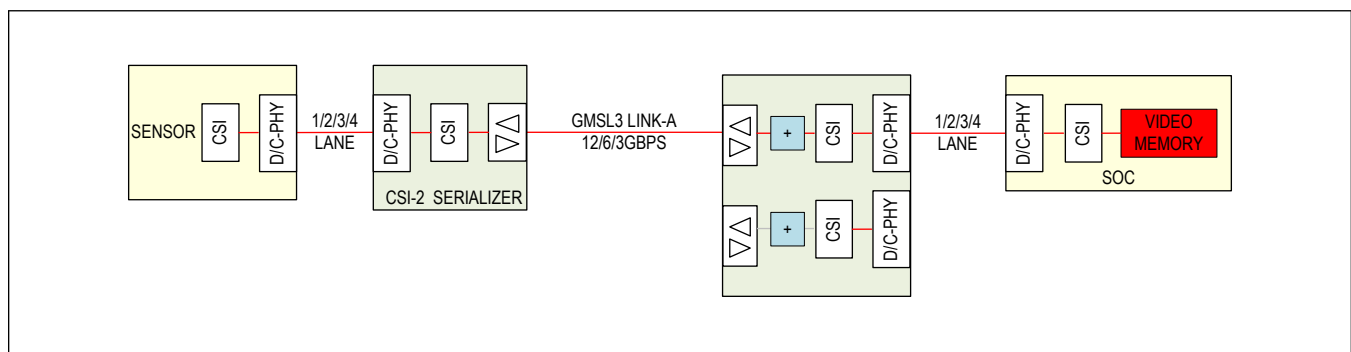 SENSOR
CSI
D/C-PHY
1/2/3/4
LANE
D/C-PHY
CSI
CSI-2 SERIALIZER
GMSL3 LINK-A
12/6/3GBPS
+
CSI
D/C-PHY
+
CSI
D/C-PHY
1/2/3/4
LANE
D/C-PHY
CSI
VIDEO
MEMORY
SOC